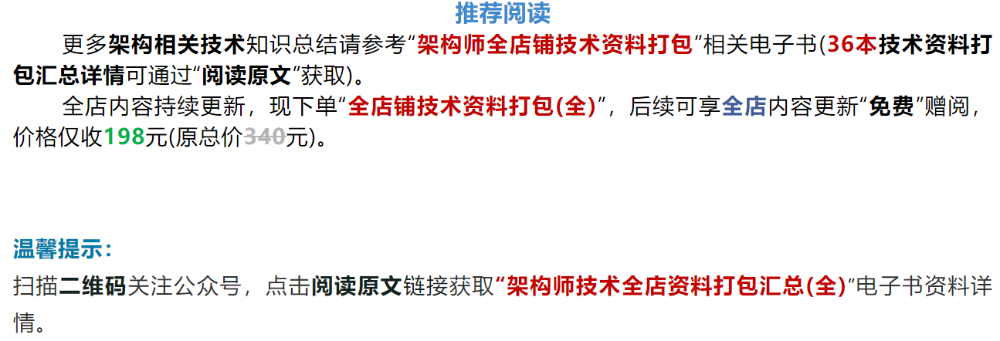 推荐阅读
更多架构相关技术知识总结请参考“架构师全店铺技术资料打包”相关电子书(36本技术资料打
包汇总详情可通过“阅读原文”获取)。
全店内容持续更新，现下单“全店铺技术资料打包(全)”，后续可享全店内容更新“免费”赠阅，
价格仅收198元(原总价340元)。
温馨提示：
扫描二维码关注公众号，点击阅读原文链接获取“架构师技术全店资料打包汇总(全)”电子书资料详
情。